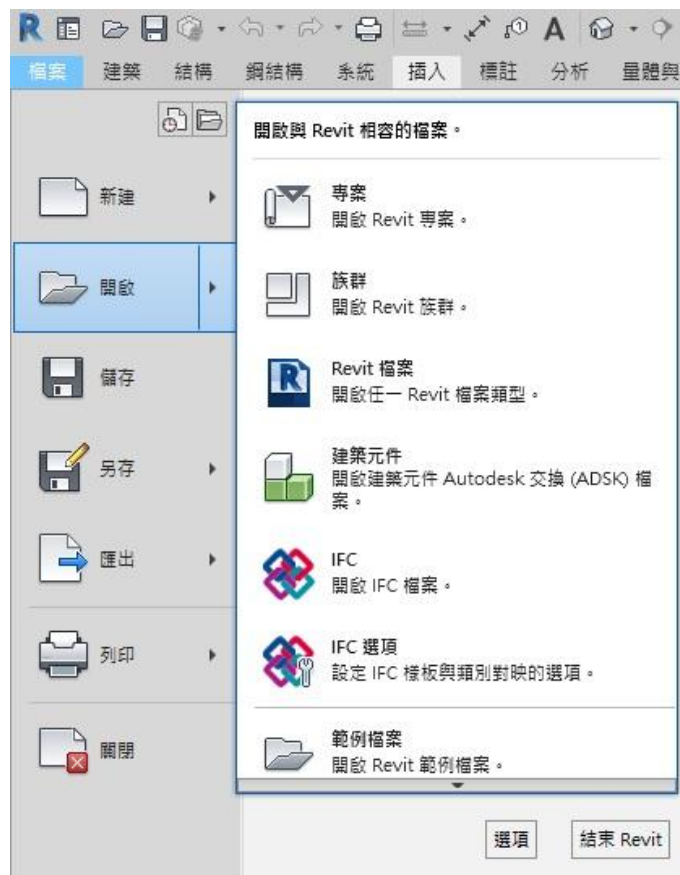 檔案 建築 結構 鋼結構 系統 插入 標註 分析 量體與
開啟與 Revit 相容的檔案。
新建
專案
開啟 Revit 專案。
開啟
族群
開啟 Revit 族群。
儲存
Revit 檔案
開啟任一 Revit 檔案類型。
另存
建築元件
開啟建築元件 Autodesk 交換 (ADSK) 檔
案。
匯出
IFC
開啟 IFC 檔案。
列印
IFC 選項
設定 IFC 樣板與類別對映的選項。
關閉
範例檔案
開啟 Revit 範例檔案。
選項
結束 Revit